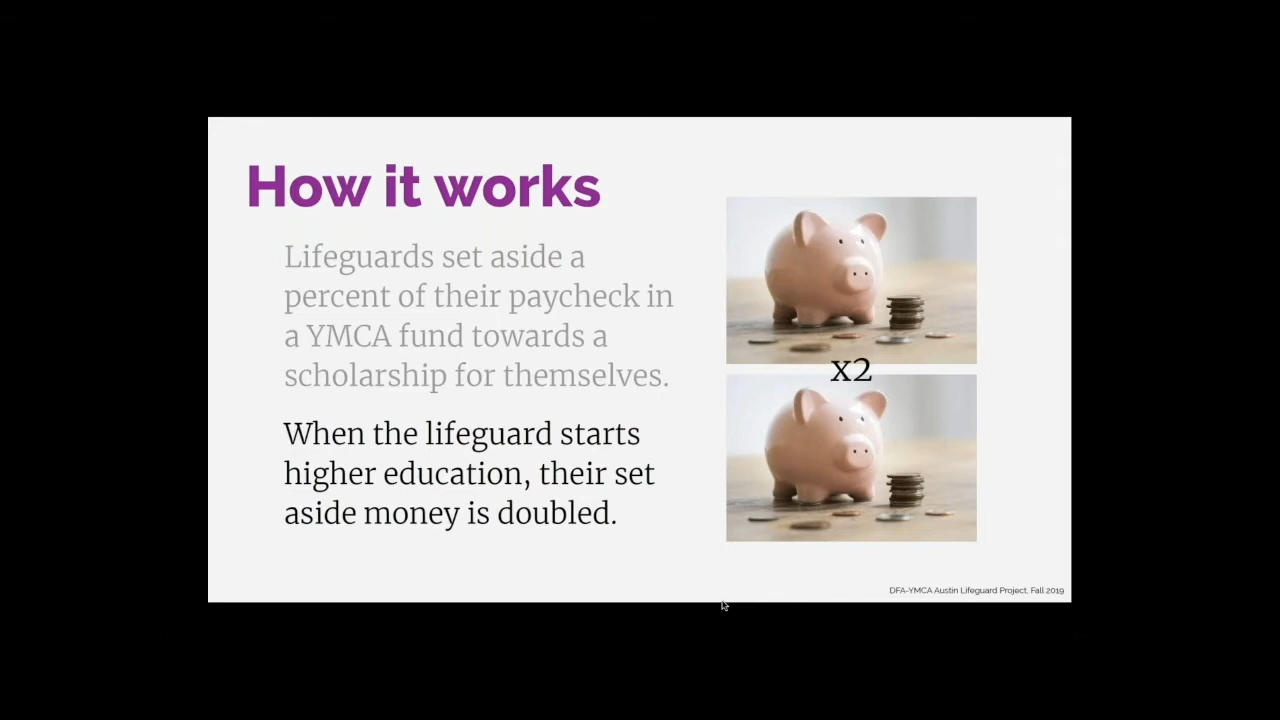 How it works
Lifeguards set aside a
percent of their paycheck in
a YMCA fund towards a
scholarship for themselves.
When the lifeguard starts
higher education, their set
aside money is doubled.
x2
DFA-YMCA Austin Lifeguard Project, Fall 2019